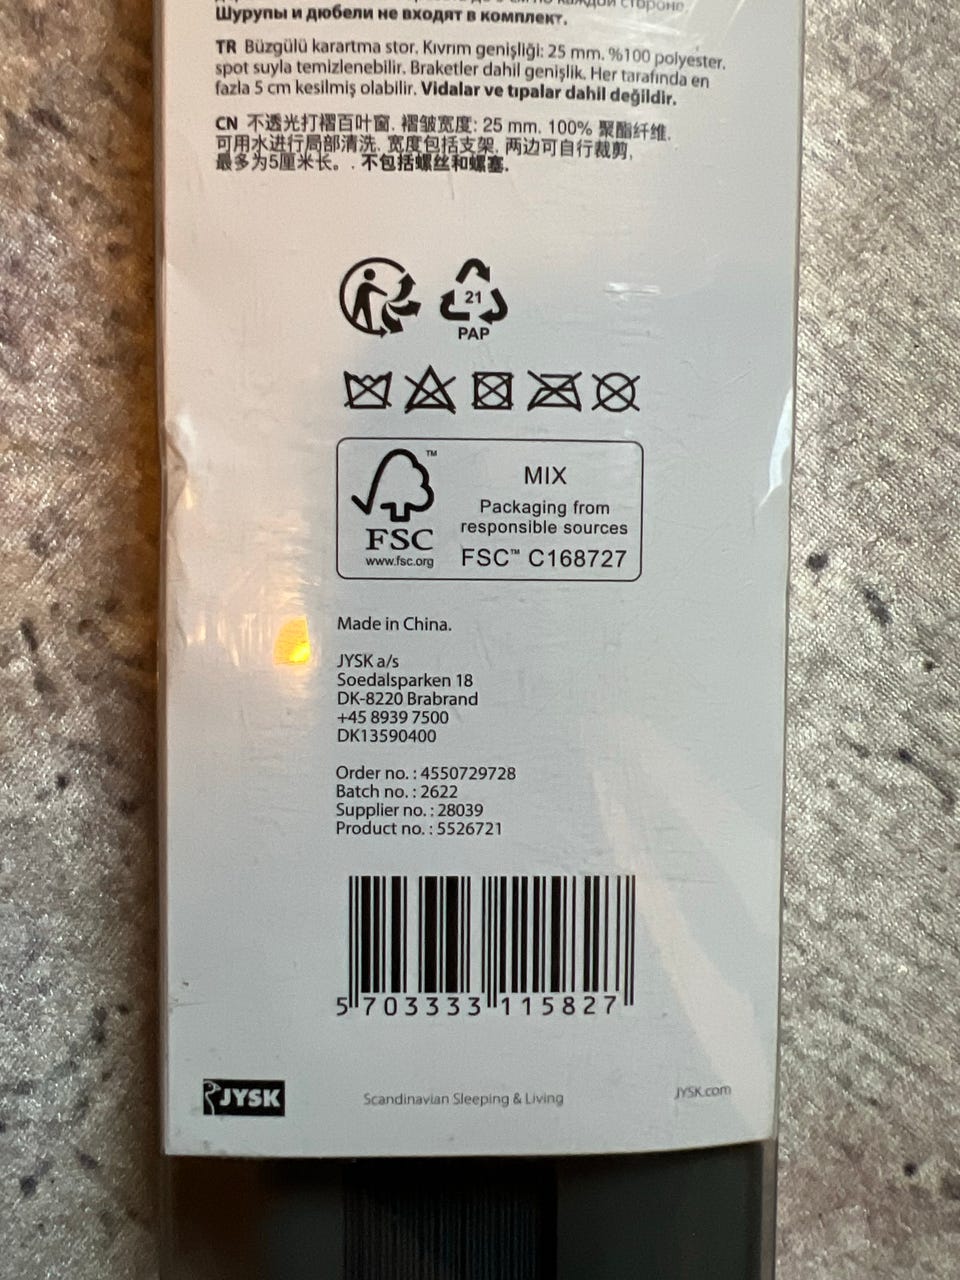 по каждой стороне.
Шурупы и дюбели не входят в комплект.
TR Büzgülü karartma stor. Kıvrım genişliği: 25 mm. %100 polyester.
spot suyla temizlenebilir. Braketler dahil genişlik. Her tarafında en
fazla 5 cm kesilmiş olabilir. Vidalar ve tıpalar dahil değildir.
CN 不透光打褶百叶窗. 褶皱宽度: 25 mm. 100% 聚酯纤维.
可用水进行局部清洗. 宽度包括支架. 两边可自行裁剪,
最多为5厘米长。. 不包括螺丝和螺塞.
21
PAP
FSC
TM
www.fsc.org
MIX
Packaging from
responsible sources
FSC™ C168727
Made in China.
JYSK a/s
Soedalsparken 18
DK-8220 Brabrand
+45 8939 7500
DK13590400
Order no. : 4550729728
Batch no. : 2622
Supplier no. : 28039
Product no. : 5526721
5 703333 115827
JYSK
Scandinavian Sleeping & Living
JYSK.com